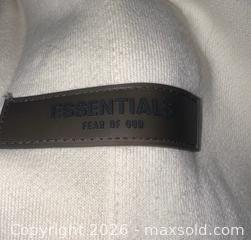 ESSENTIALS
FEAR OF GOD
Copyright 2026 - maxsold.com